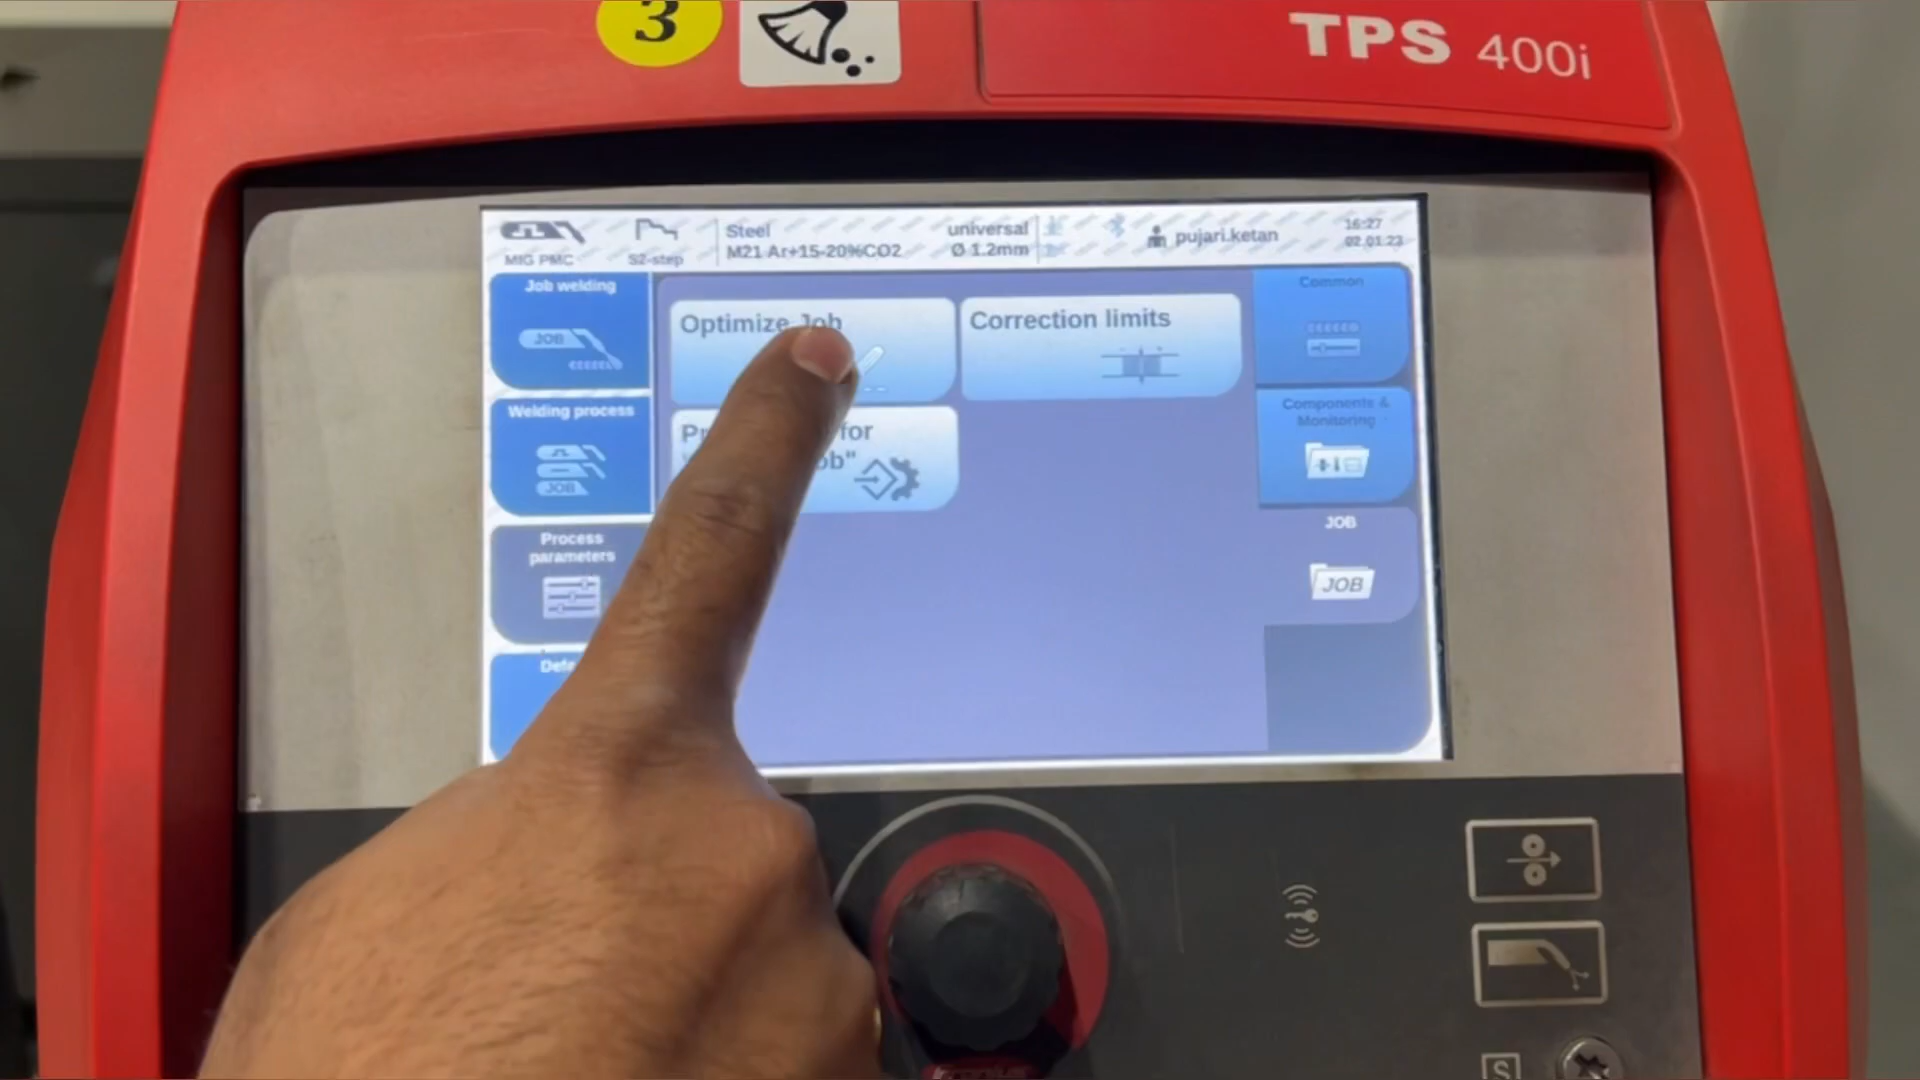 3
TPS 400i
MIG PMC
S2-step
Steel
M21 Ar+15-20%CO2
universal
Ø 1.2mm
pujari.ketan
16:27
02.01.23
Job welding
JOB
Optimize Job
Correction limits
Common
Welding process
JOB
for
ob"
Components &
Monitoring
Process
parameters
JOB
JOB
Defa
S
fronius